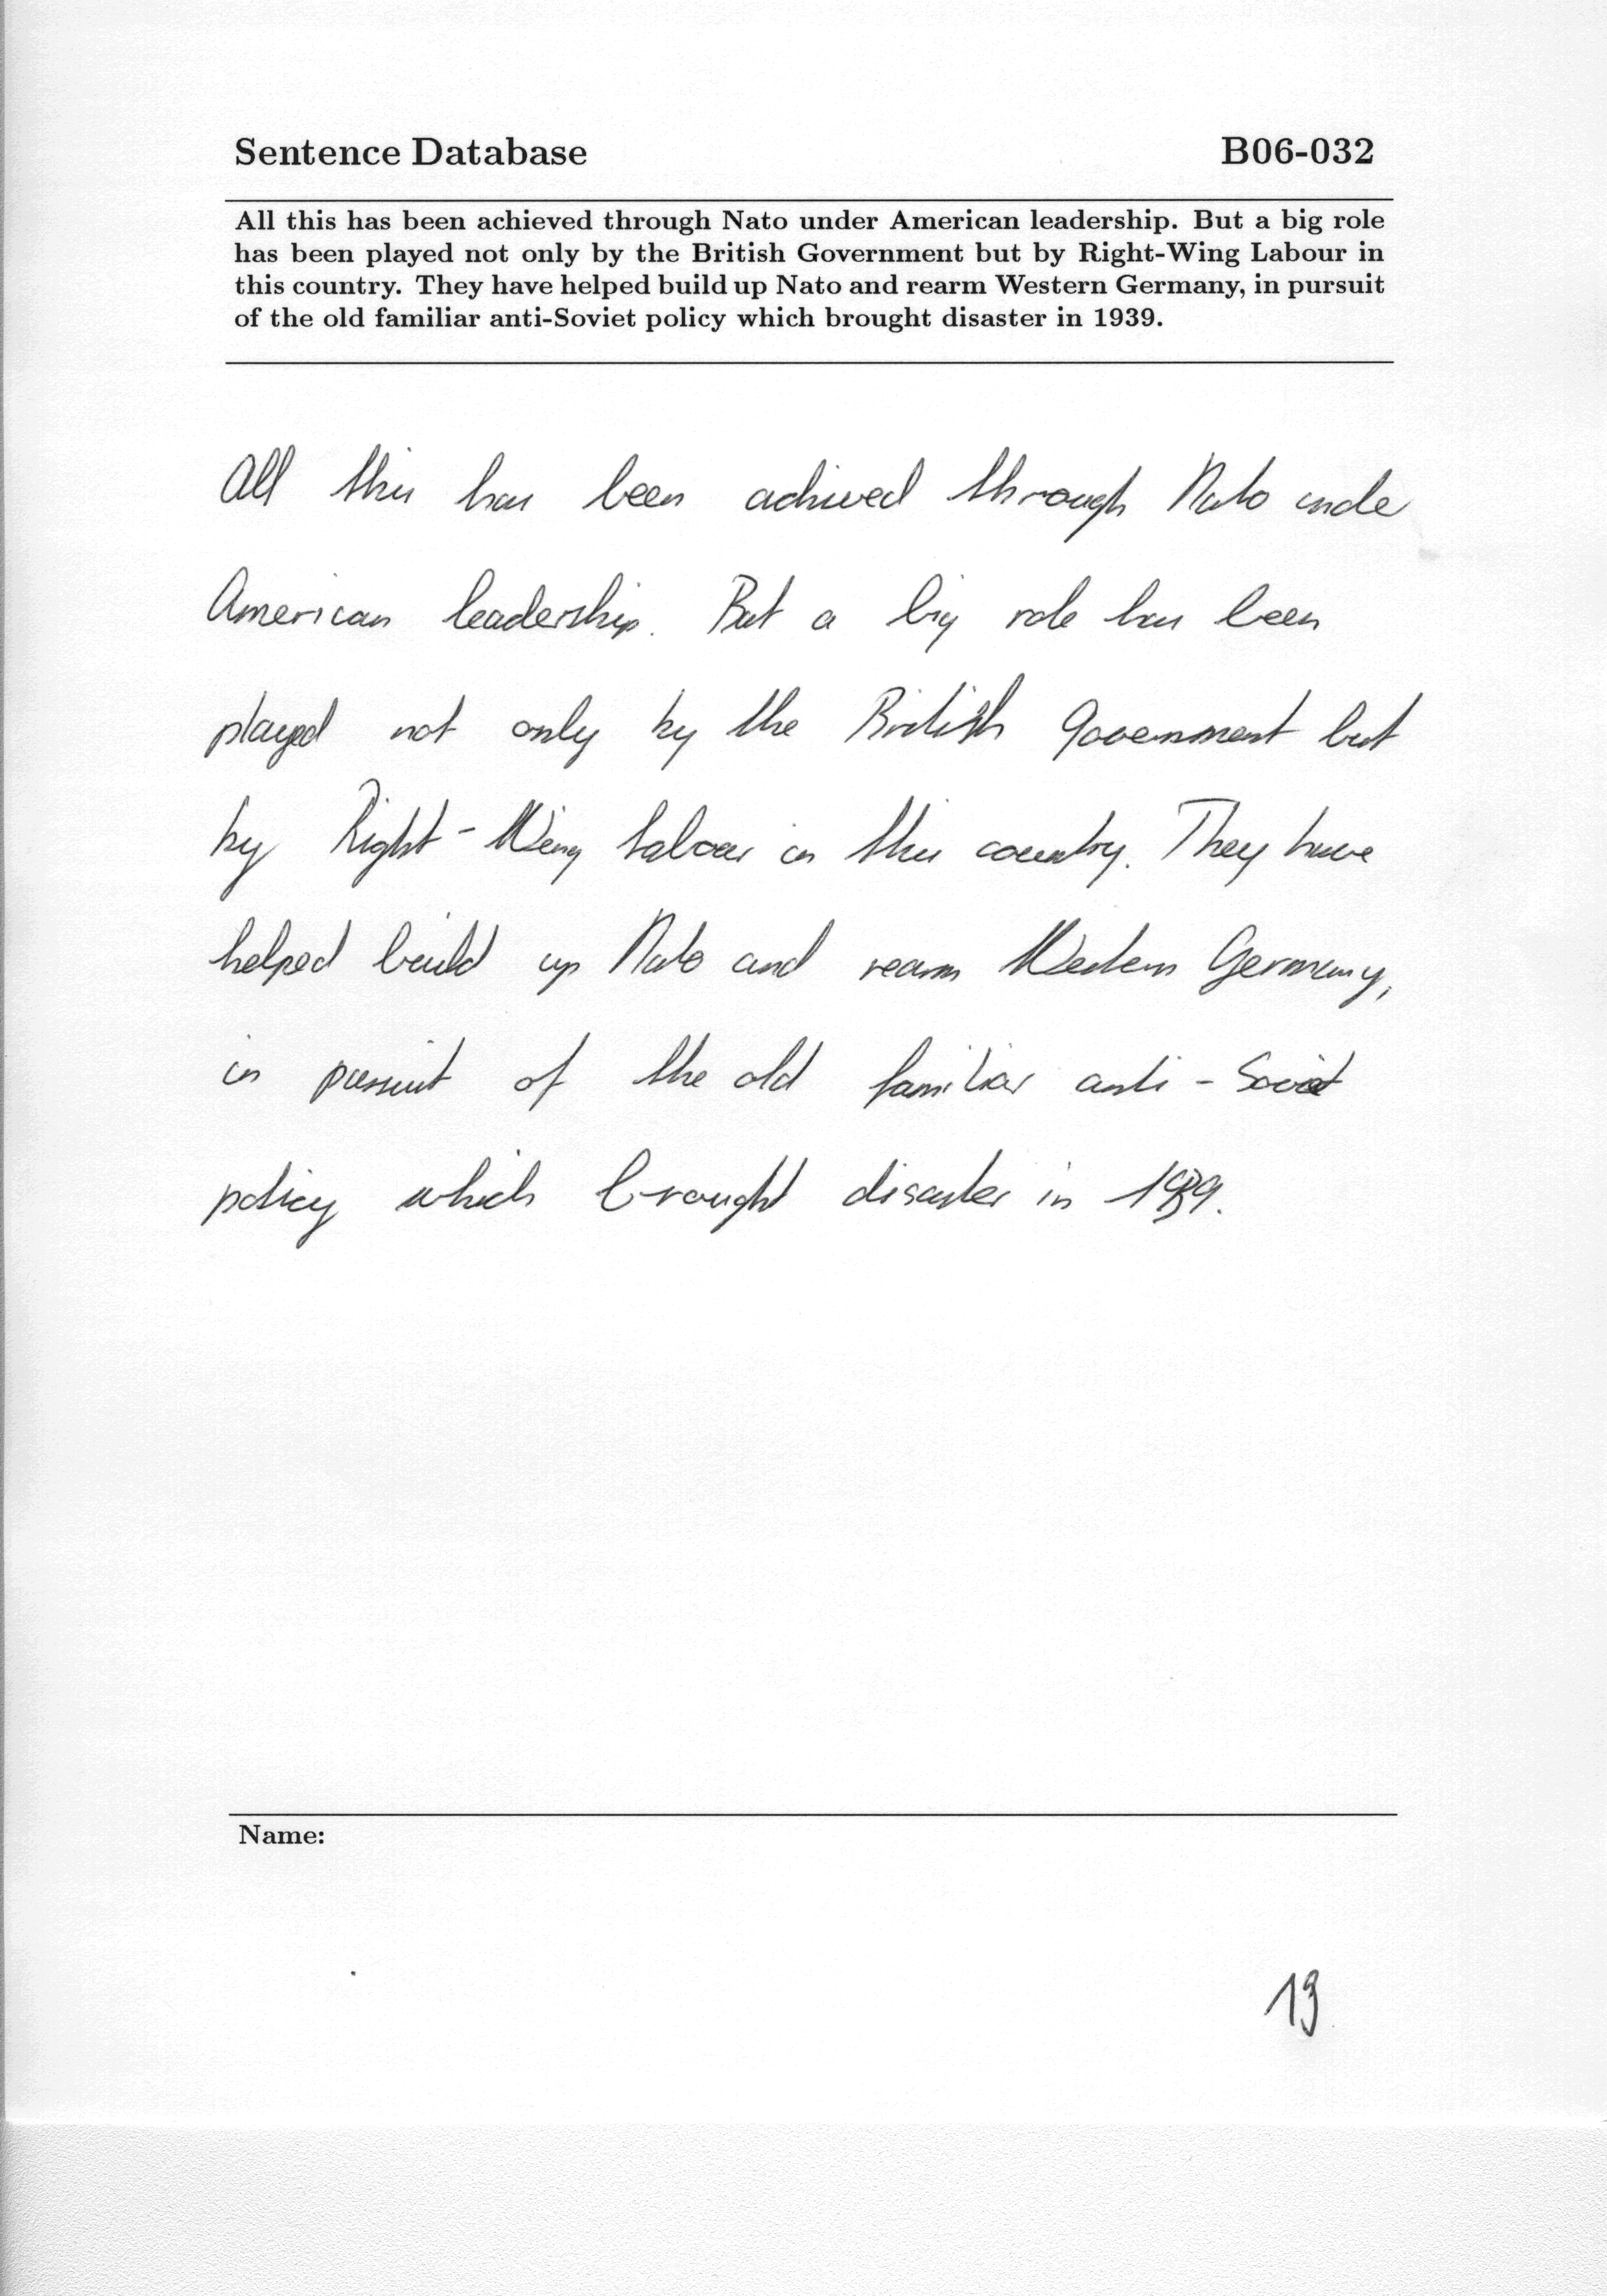 Sentence Database B06-032
All this has been achieved through Nato under American leadership. But a big role
has been played not only by the British Government but by Right-Wing Labour in
this country. They have helped build up Nato and rearm Western Germany, in pursuit
of the old familiar anti-Soviet policy which brought disaster in 1939.
All this has been achived through Nato under
American leadership. But a big role has been
played not only by the British Government but
by Right-Wing Labour in this country. They have
helped build up Nato and rearm Western Germany,
in pursuit of the old familiar anti-Soviet
policy which brought disaster in 1939.
Name:
13